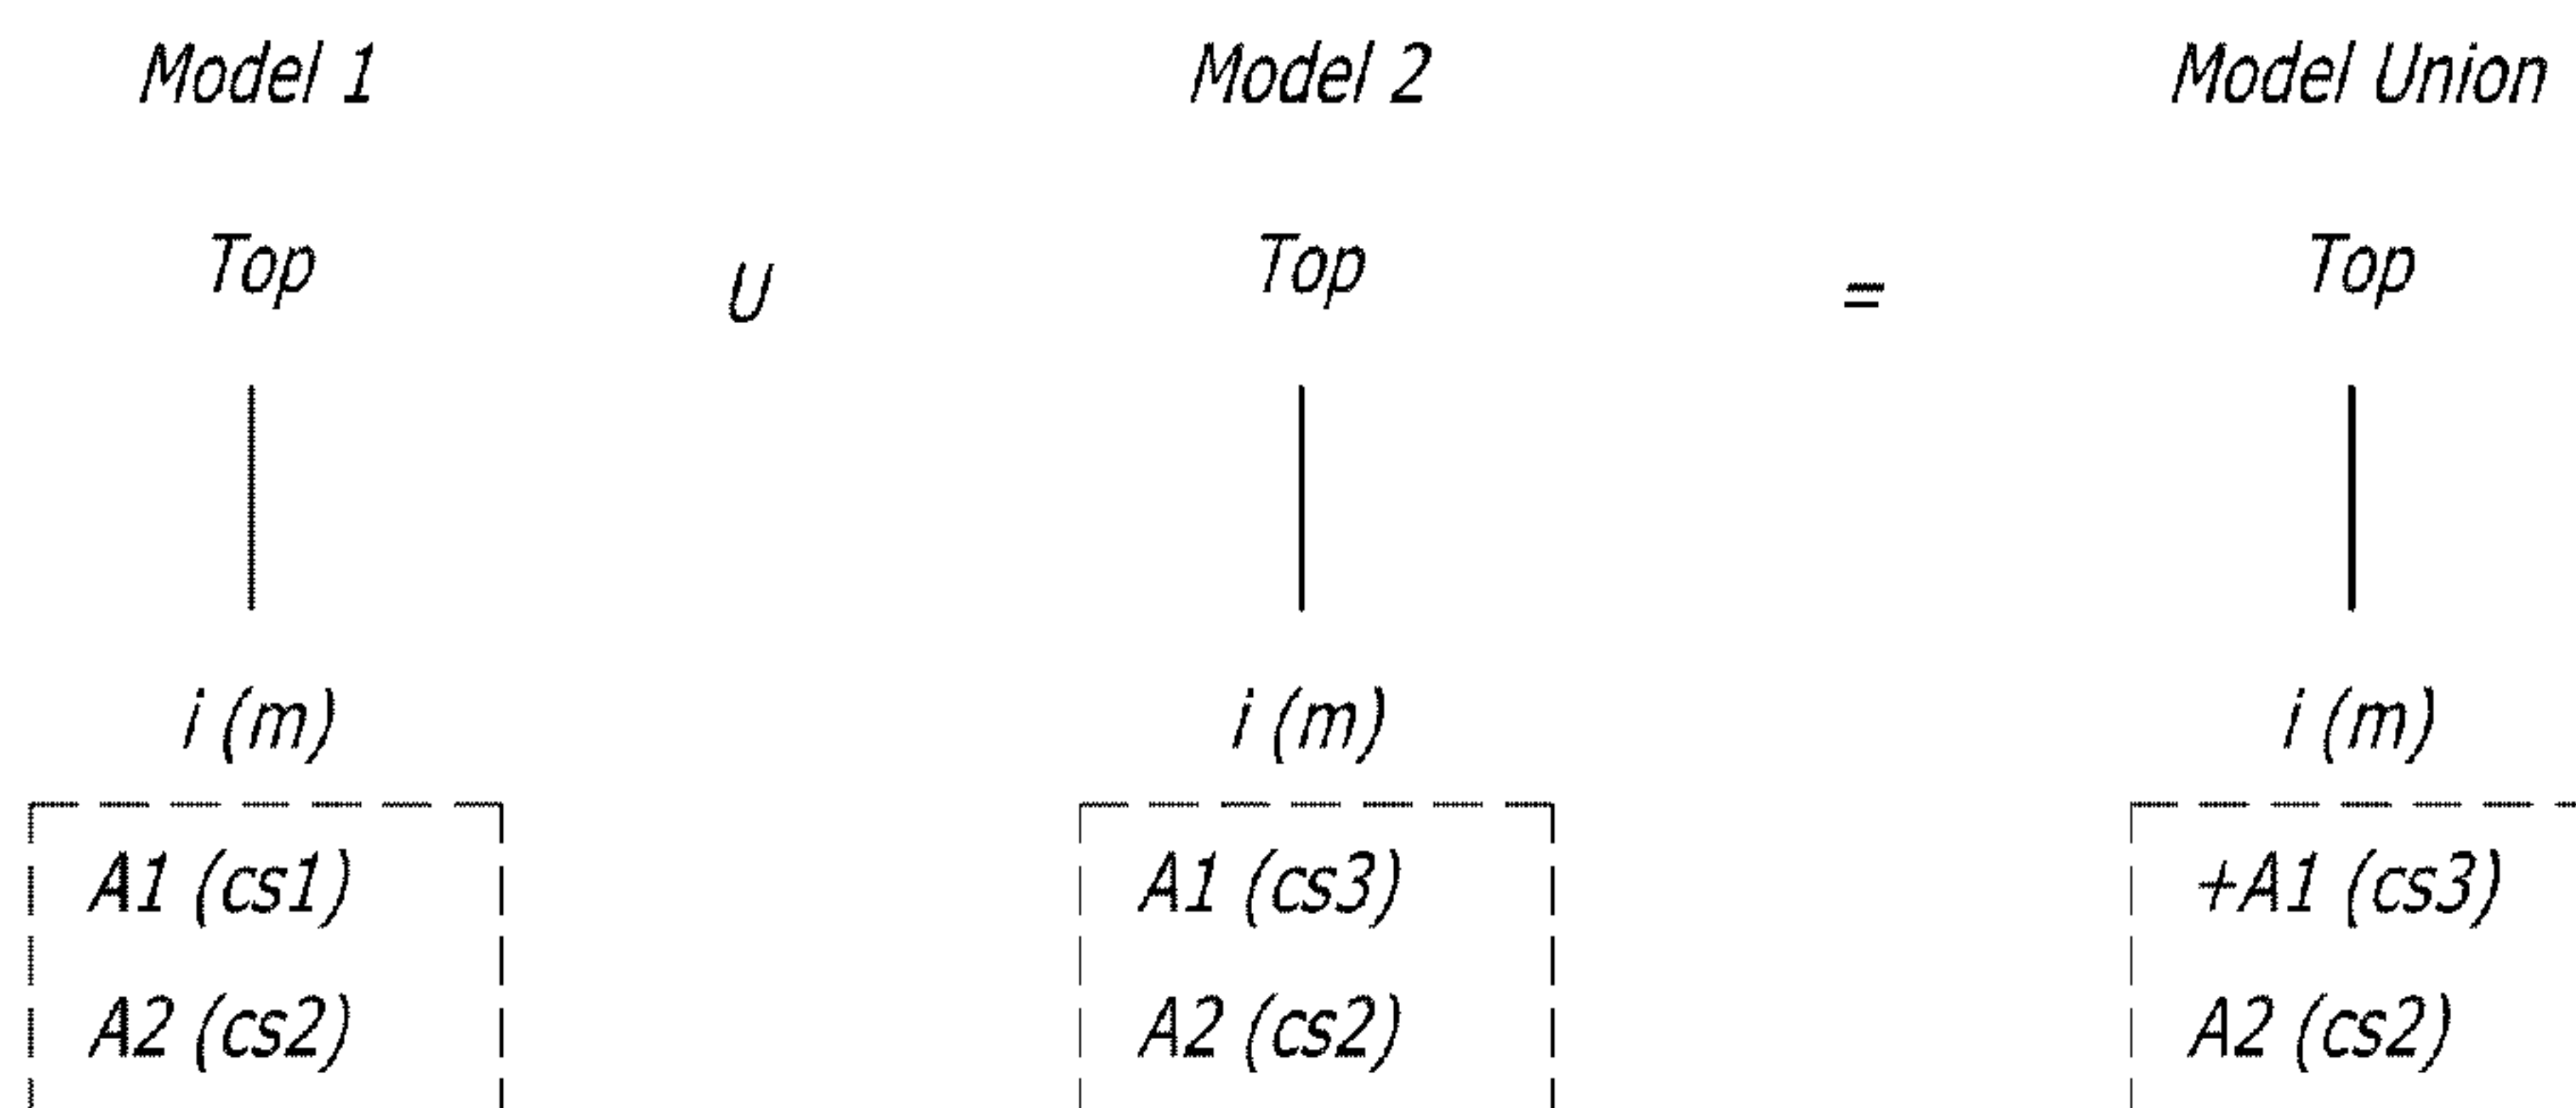 Model 1 Model 2 Model Union
Top U Top = Top
i (m) i (m) i (m)
A1 (cs1) A1 (cs3) +A1 (cs3)
A2 (cs2) A2 (cs2) A2 (cs2)